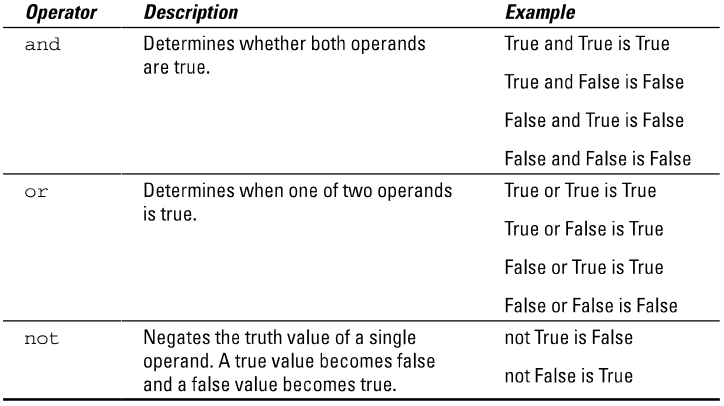 Operator Description Example
and Determines whether both operands True and True is True
are true.
True and False is False
False and True is False
False and False is False
or Determines when one of two operands True or True is True
is true.
True or False is True
False or True is True
False or False is False
not Negates the truth value of a single not True is False
operand. A true value becomes false
and a false value becomes true. not False is True